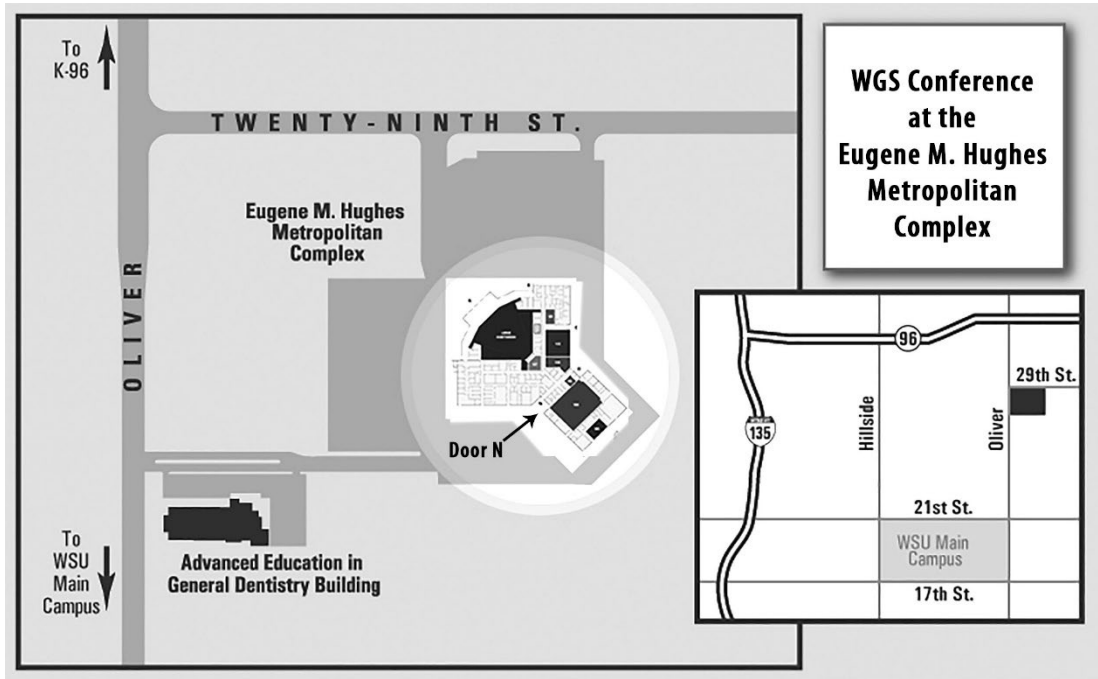 To
K-96
TWENTY-NINTH ST.
WGS Conference
at the
Eugene M. Hughes
Metropolitan
Complex
Eugene M. Hughes
Metropolitan
Complex
OLIVER
Door N
To
WSU
Main
Campus
Advanced Education in
General Dentistry Building
96
29th St.
135
Hillside
Oliver
21st St.
WSU Main
Campus
17th St.